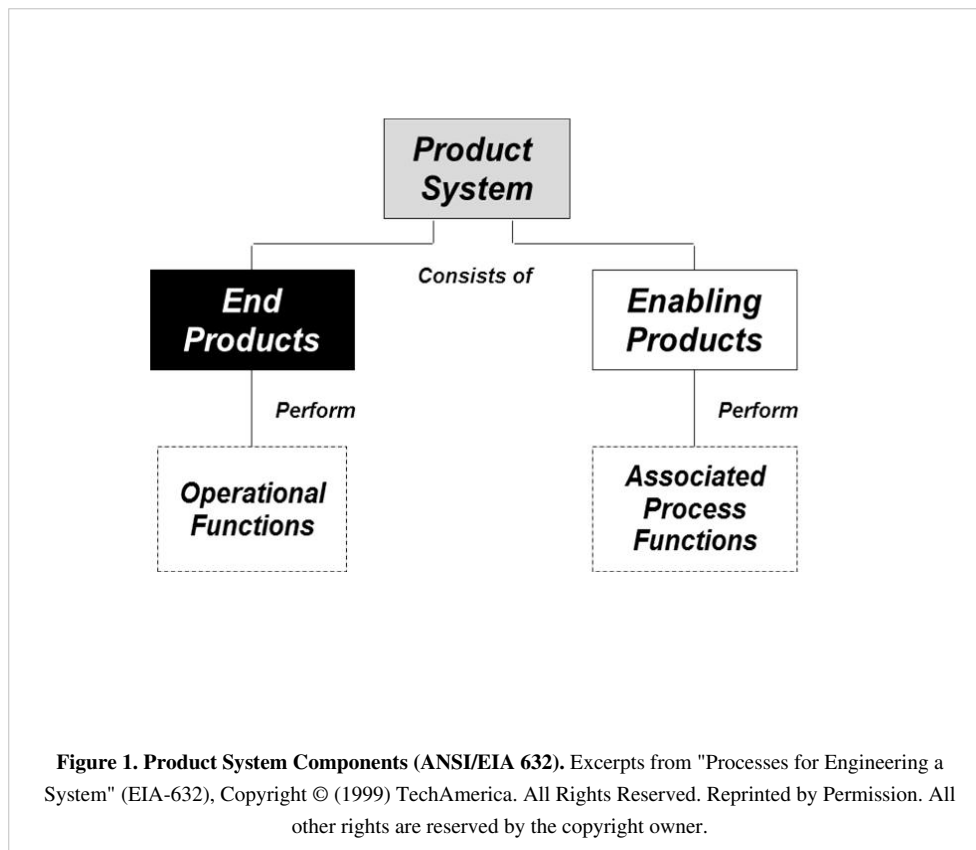 Product
System
Consists of
End
Products
Enabling
Products
Perform
Perform
Operational
Functions
Associated
Process
Functions
Figure 1. Product System Components (ANSI/EIA 632). Excerpts from "Processes for Engineering a
System" (EIA-632), Copyright © (1999) TechAmerica. All Rights Reserved. Reprinted by Permission. All
other rights are reserved by the copyright owner.